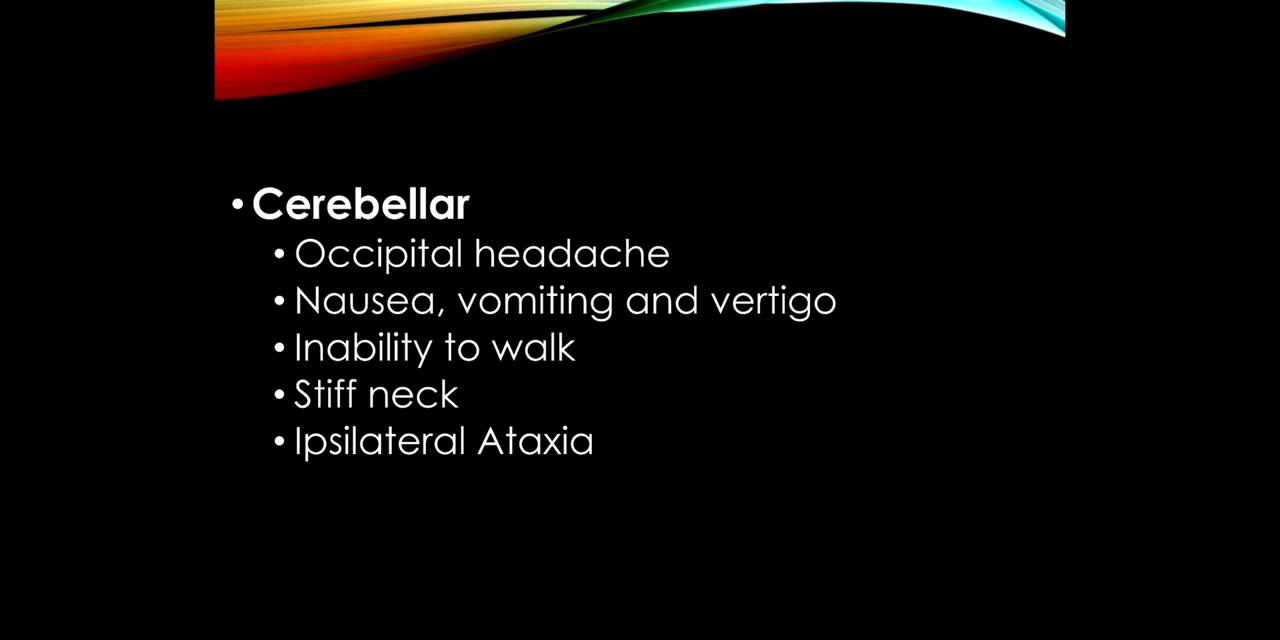 • Cerebellar
• Occipital headache
• Nausea, vomiting and vertigo
• Inability to walk
• Stiff neck
• Ipsilateral Ataxia